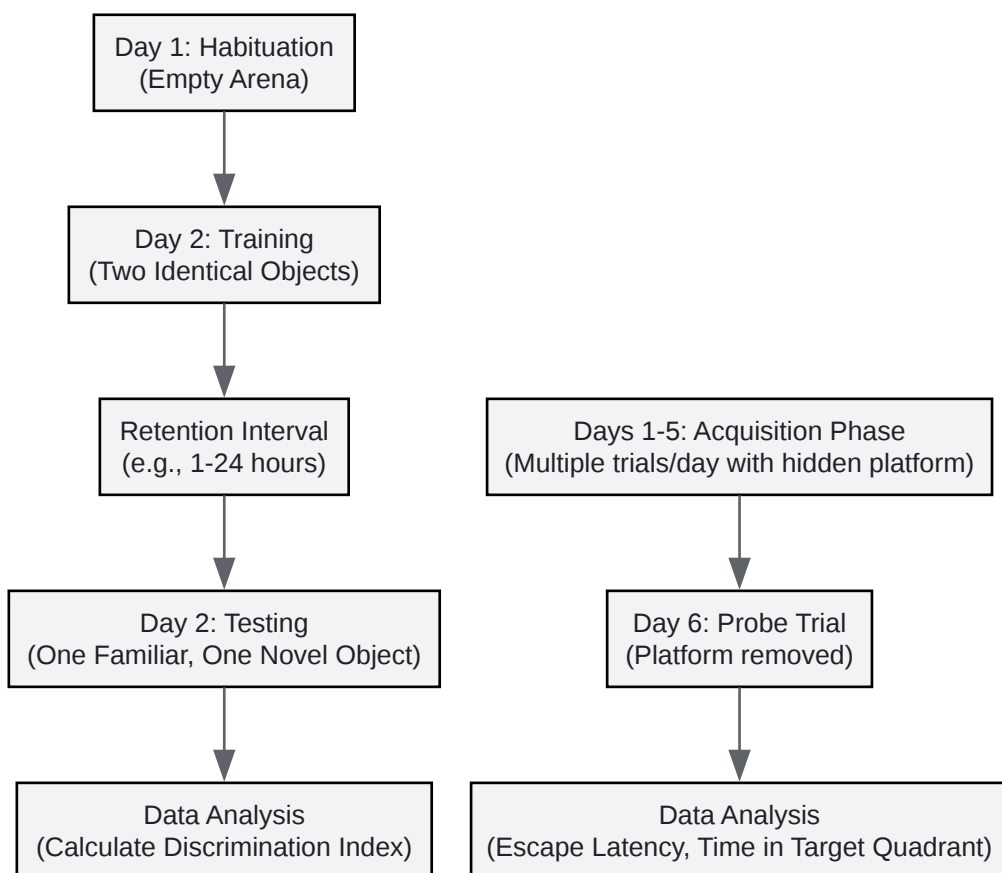 Day 1: Habituation
(Empty Arena)
Day 2: Training
(Two Identical Objects)
Retention Interval
(e.g., 1-24 hours)
Day 2: Testing
(One Familiar, One Novel Object)
Data Analysis
(Calculate Discrimination Index)
Days 1-5: Acquisition Phase
(Multiple trials/day with hidden platform)
Day 6: Probe Trial
(Platform removed)
Data Analysis
(Escape Latency, Time in Target Quadrant)